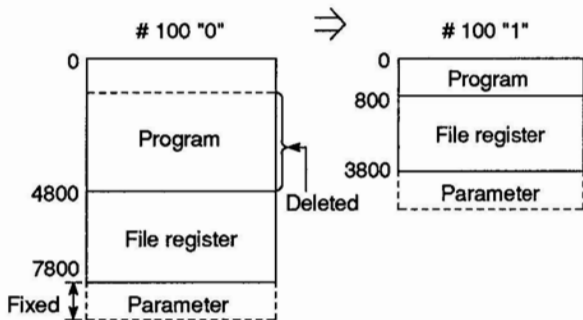 # 100 "0"
⇒
# 100 "1"
0
Program
4800
Deleted
File register
7800
Fixed
Parameter
0
Program
800
File register
3800
Parameter